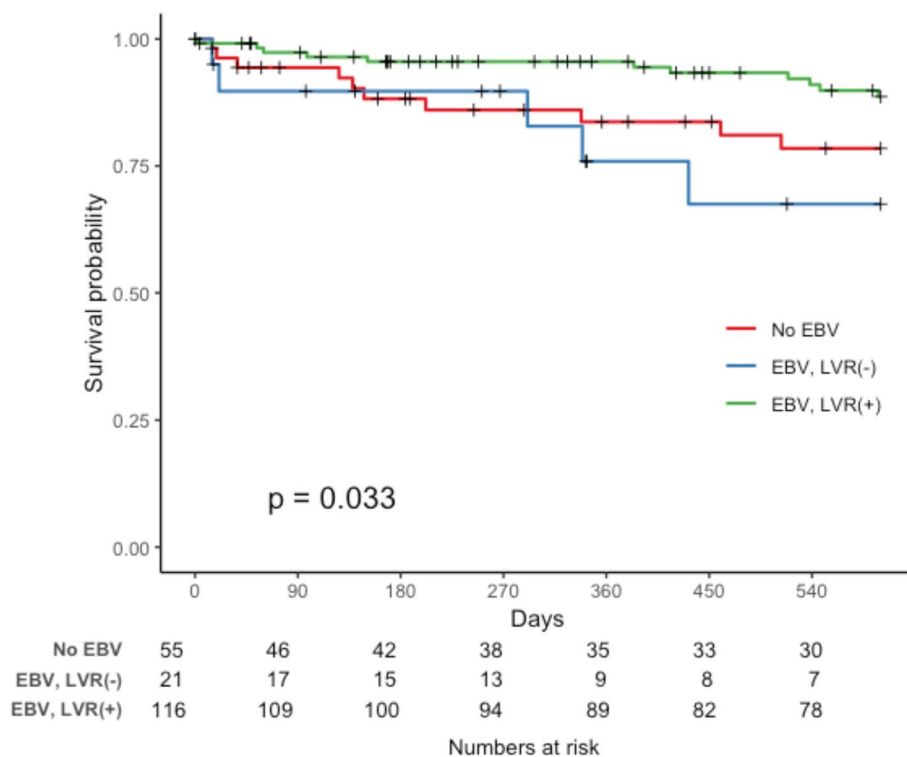 1.00
0.75
0.50
0.25
0.00
Survival probability
No EBV
EBV, LVR(-)
EBV, LVR(+)
p = 0.033
0 90 180 270 360 450 540
Days
No EBV 55 46 42 38 35 33 30
EBV, LVR(-) 21 17 15 13 9 8 7
EBV, LVR(+) 116 109 100 94 89 82 78
Numbers at risk